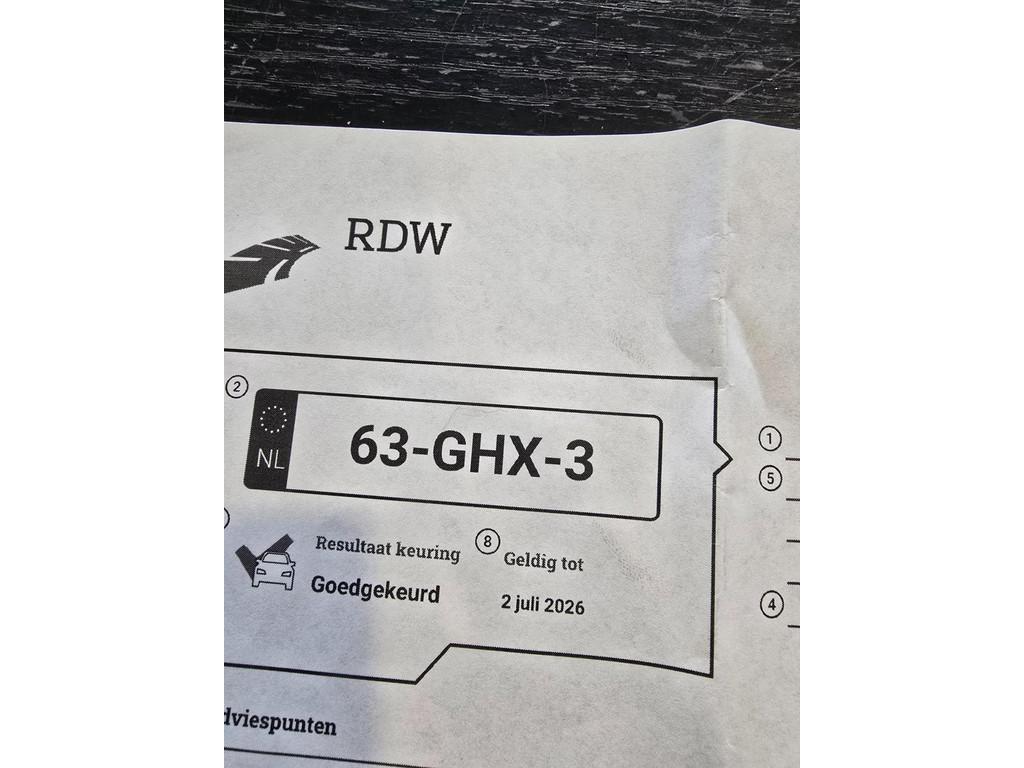 RDW
2
NL
63-GHX-3
1
5
Resultaat keuring
8
Geldig tot
Goedgekeurd
2 juli 2026
4
dviespunten